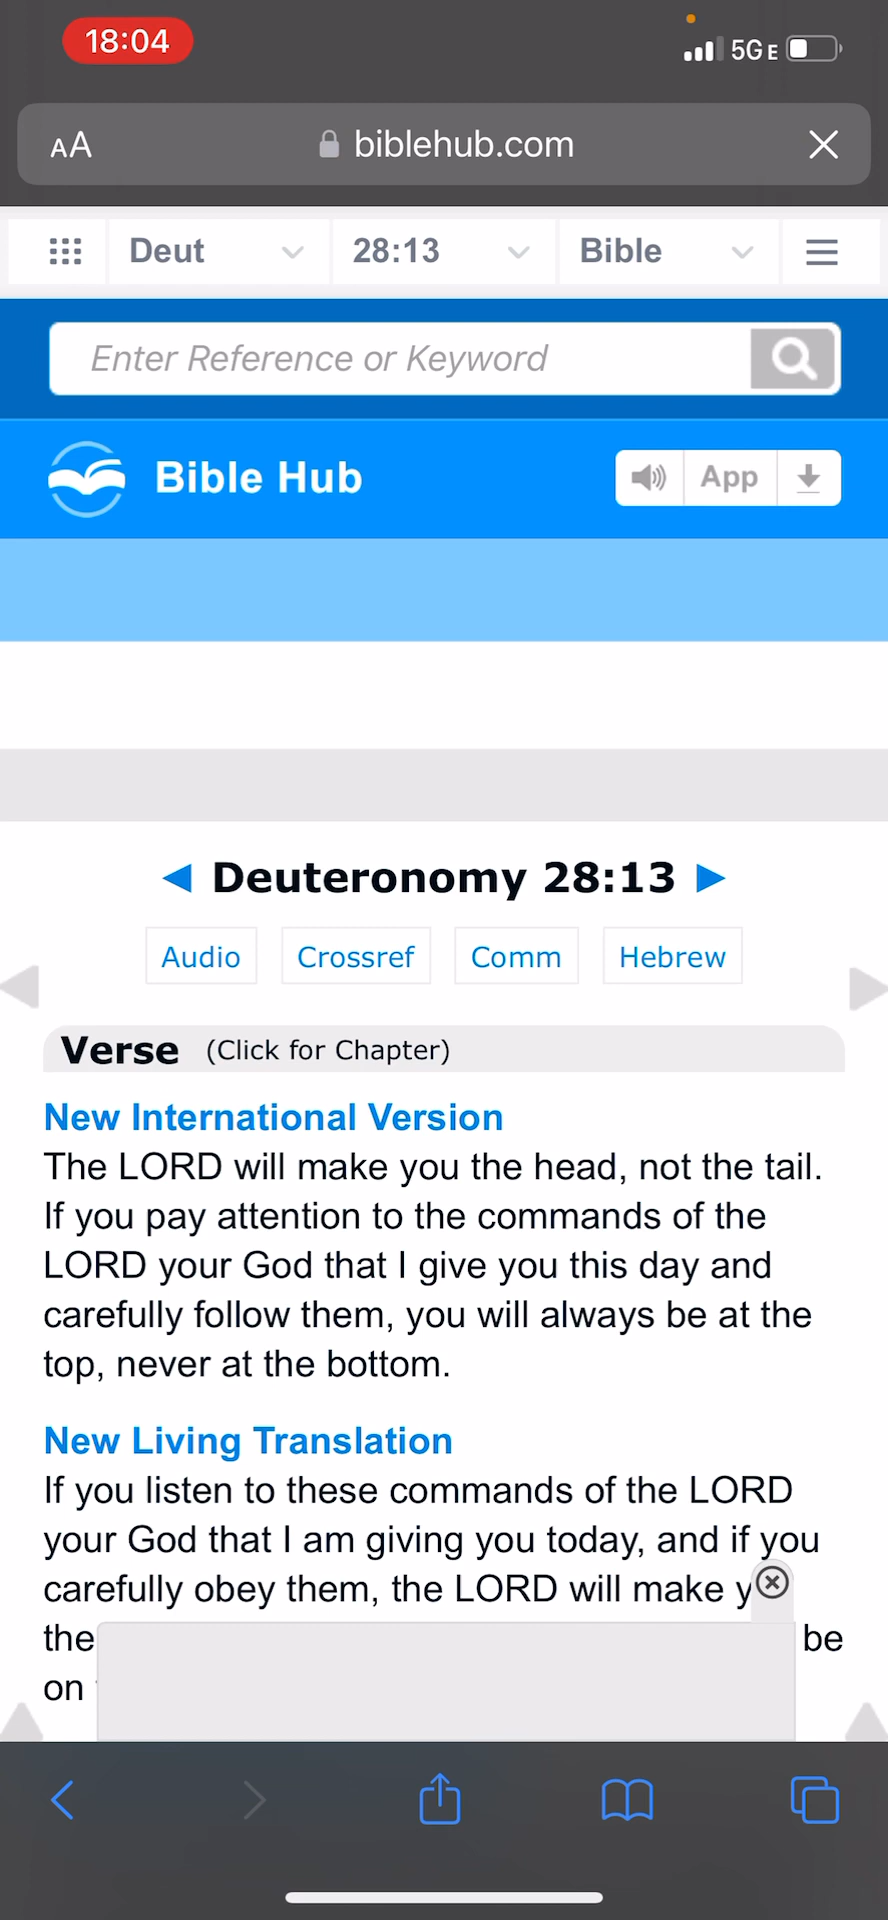 18:04
5GE
AA
biblehub.com
Deut
28:13
Bible
Enter Reference or Keyword
Bible Hub
App
Deuteronomy 28:13
Audio
Crossref
Comm
Hebrew
Verse (Click for Chapter)
New International Version
The LORD will make you the head, not the tail.
If you pay attention to the commands of the
LORD your God that I give you this day and
carefully follow them, you will always be at the
top, never at the bottom.
New Living Translation
If you listen to these commands of the LORD
your God that I am giving you today, and if you
carefully obey them, the LORD will make y
the be
on